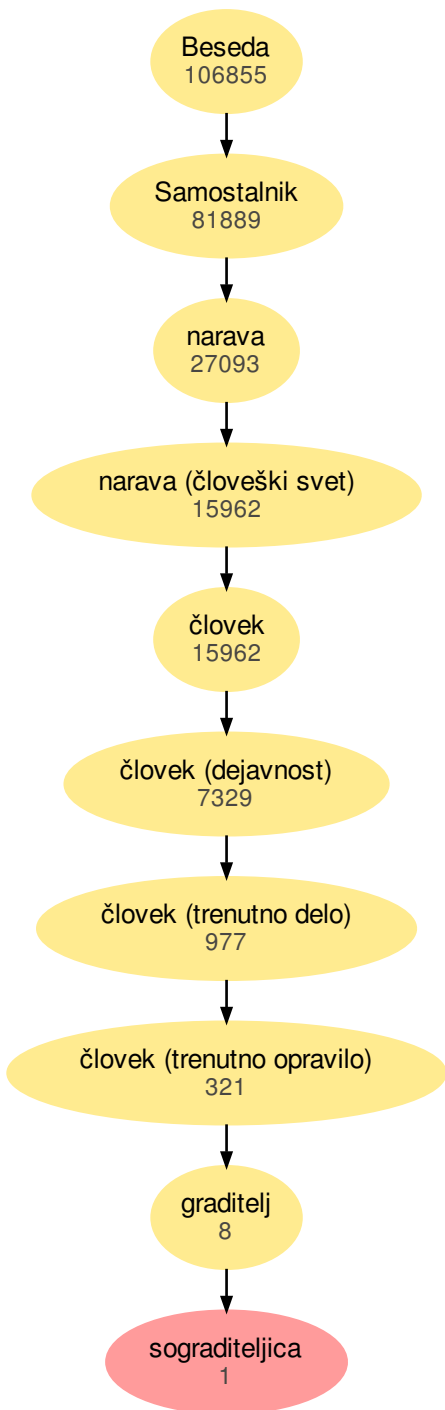 Beseda
106855
Samostalnik
81889
narava
27093
narava (človeški svet)
15962
človek
15962
človek (dejavnost)
7329
človek (trenutno delo)
977
človek (trenutno opravilo)
321
graditelj
8
sograditeljica
1